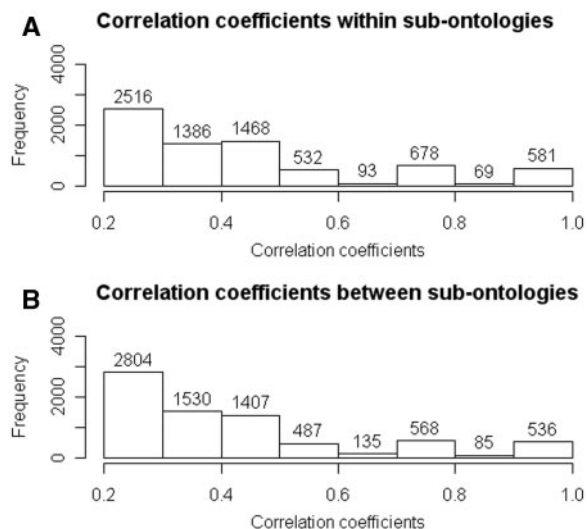 A Correlation coefficients within sub-ontologies
4000
2000
0
Frequency
2516
1386
1468
532
93
678
69
581
0.2 0.4 0.6 0.8 1.0
Correlation coefficients
B Correlation coefficients between sub-ontologies
4000
2000
0
Frequency
2804
1530
1407
487
135
568
85
536
0.2 0.4 0.6 0.8 1.0
Correlation coefficients